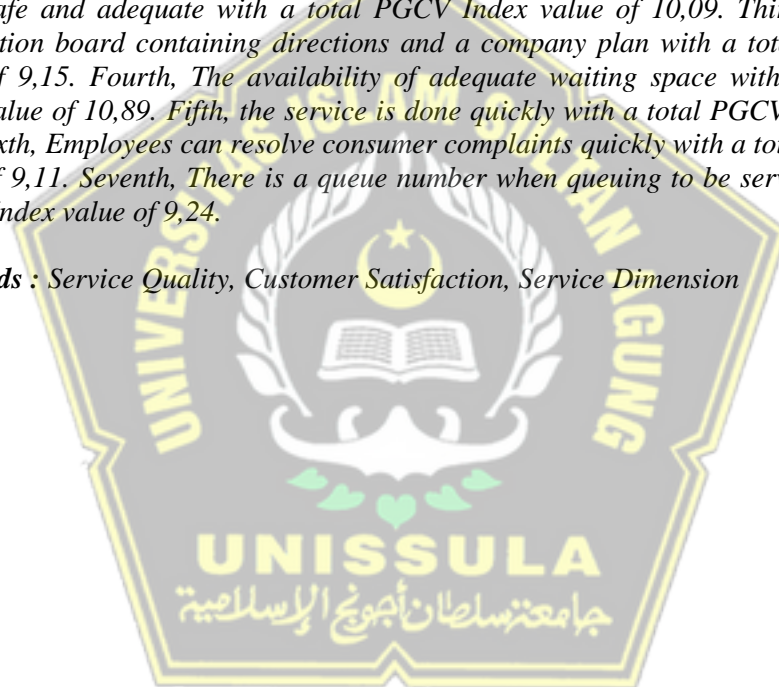 afe and adequate with a total PGCV Index value of 10,09. Thi
tion board containing directions and a company plan with a tot
f 9,15. Fourth, The availability of adequate waiting space with
alue of 10,89. Fifth, the service is done quickly with a total PGCV
xth, Employees can resolve consumer complaints quickly with a to
f 9,11. Seventh, There is a queue number when queuing to be ser
Index value of 9,24.
ds : Service Quality, Customer Satisfaction, Service Dimension
UNIVERSITAS ISLAM SULTAN AGUNG
UNISSULA
جامعة سلطان أجونج الإسلامية